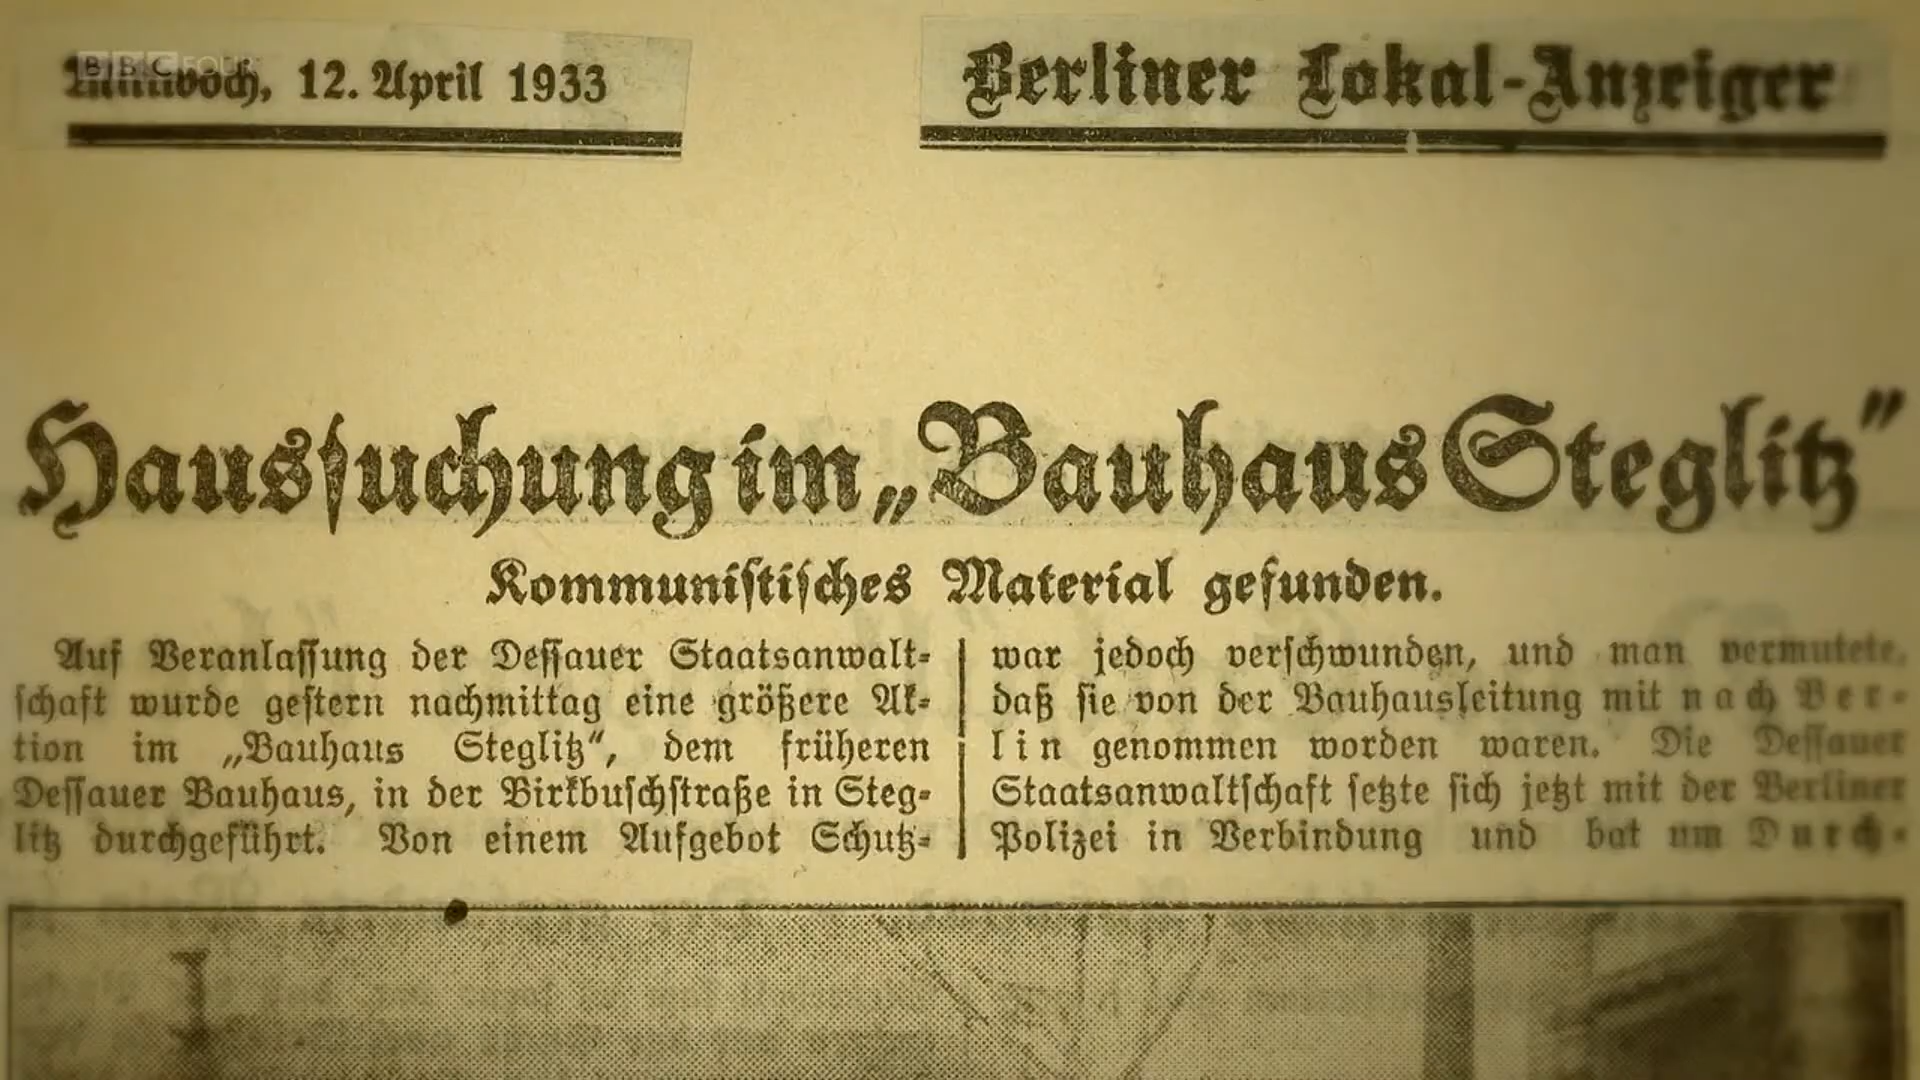 BBC FOUR
Mittwoch, 12. April 1933
Berliner Lokal-Anzeiger
Haussuchung im „Bauhaus Steglitz"
Kommunistisches Material gefunden.
Auf Veranlassung der Dessauer Staatsanwalt-
schaft wurde gestern nachmittag eine größere Ak-
tion im „Bauhaus Steglitz“, dem früheren
Dessauer Bauhaus, in der Birkbuschstraße in Steg-
litz durchgeführt. Von einem Aufgebot Schutz-
war jedoch verschwunden, und man vermutete,
daß sie von der Bauhausleitung mit nach Ber-
lin genommen worden waren. Die Dessauer
Staatsanwaltschaft setzte sich jetzt mit der Berliner
Polizei in Verbindung und bat um Durch-